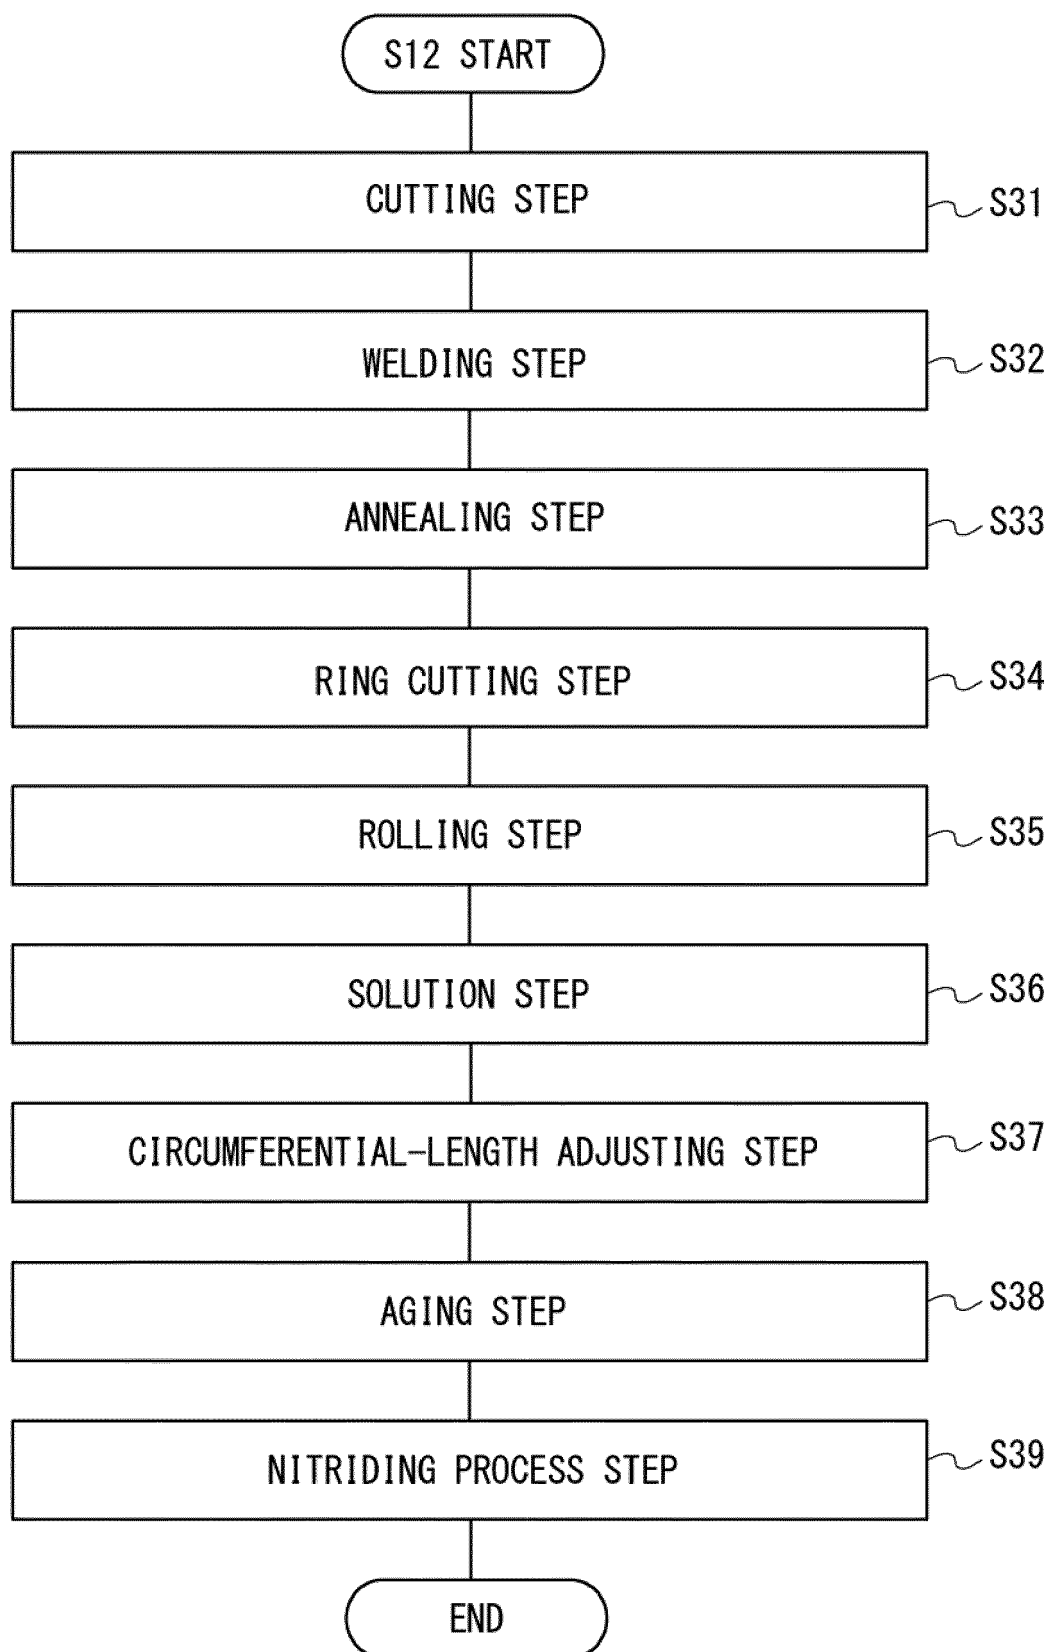 S12 START
CUTTING STEP
S31
WELDING STEP
S32
ANNEALING STEP
S33
RING CUTTING STEP
S34
ROLLING STEP
S35
SOLUTION STEP
S36
CIRCUMFERENTIAL-LENGTH ADJUSTING STEP
S37
AGING STEP
S38
NITRIDING PROCESS STEP
S39
END